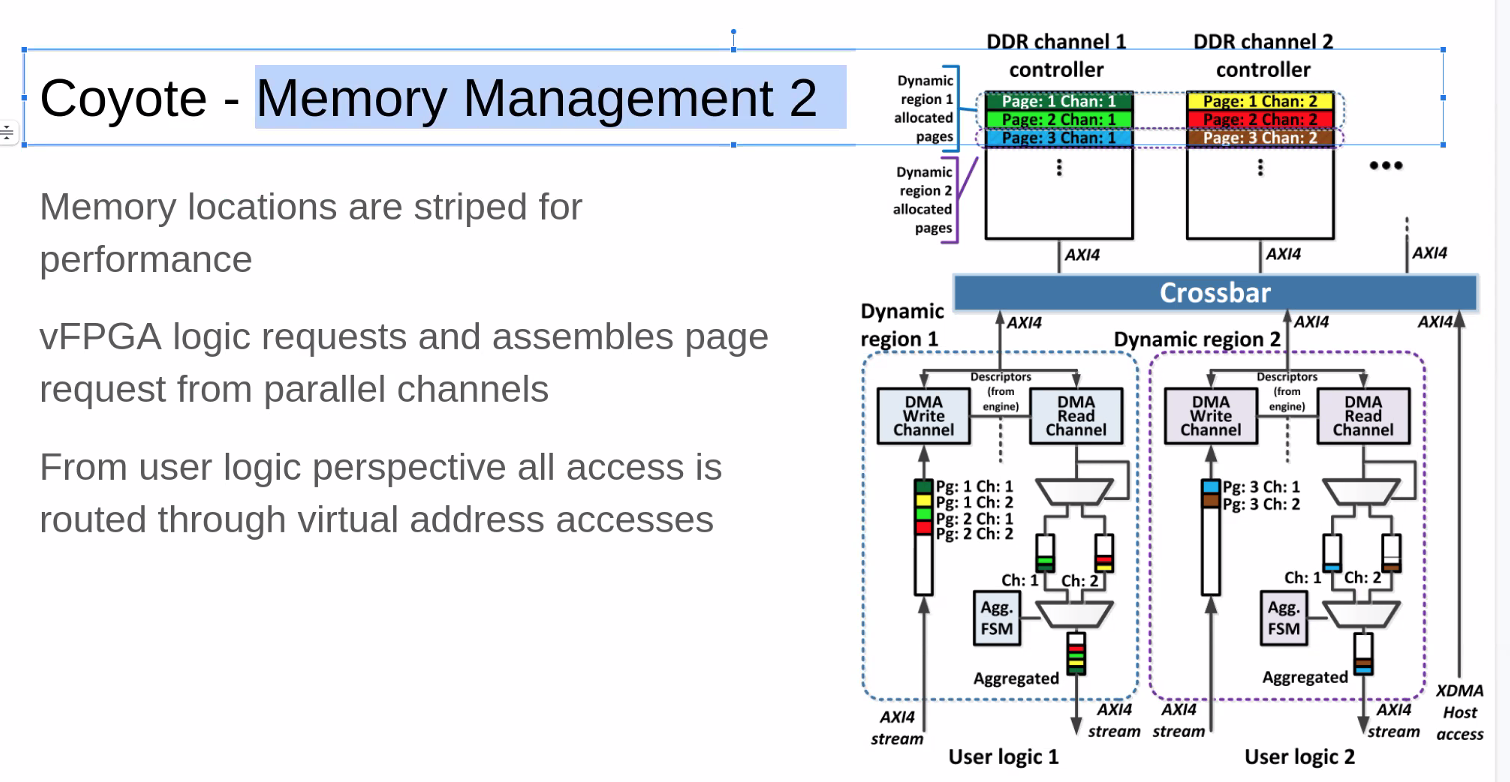 Coyote - Memory Management 2
Memory locations are striped for
performance
vFPGA logic requests and assembles page
request from parallel channels
From user logic perspective all access is
routed through virtual address accesses
DDR channel 1
controller
DDR channel 2
controller
Dynamic
region 1
allocated
pages
Page: 1 Chan: 1
Page: 2 Chan: 1
Page: 3 Chan: 1
Page: 1 Chan: 2
Page: 2 Chan: 2
Page: 3 Chan: 2
Dynamic
region 2
allocated
pages
AXI4
AXI4
AXI4
Crossbar
AXI4
AXI4
AXI4
Dynamic
region 1
Descriptors
(from
engine)
DMA
Write
Channel
DMA
Read
Channel
Pg: 1 Ch: 1
Pg: 1 Ch: 2
Pg: 2 Ch: 1
Pg: 2 Ch: 2
Ch: 1
Ch: 2
Agg.
FSM
Aggregated
AXI4
stream
AXI4
stream
User logic 1
Dynamic region 2
Descriptors
(from
engine)
DMA
Write
Channel
DMA
Read
Channel
Pg: 3 Ch: 1
Pg: 3 Ch: 2
Ch: 1
Ch: 2
Agg.
FSM
Aggregated
AXI4
stream
AXI4
stream
User logic 2
XDMA
Host
access